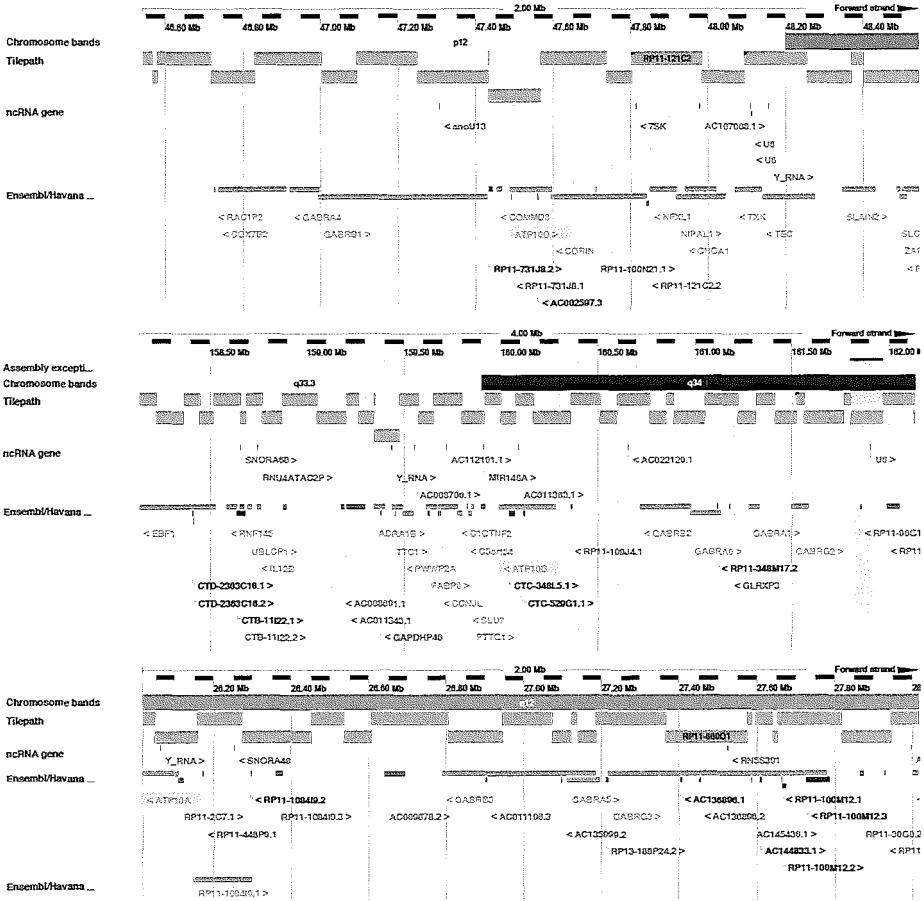 2.00 Mb Forward strand
46.60 Mb 46.80 Mb 47.00 Mb 47.20 Mb 47.40 Mb 47.60 Mb 47.80 Mb 48.00 Mb 48.20 Mb 48.40 Mb
Chromosome bands p12
Tilepath RP11-121C2
ncRNA gene
< snoU13 < 7SK AC107068.1 >
< U6
< U6
Y_RNA >
Ensembl/Havana ...
< RAC1P2 < GABRA4 < COMMD8 < NFXL1 < TXK SLAIN2 > SLC
< COX7B2 GABRB1 > ATP10D > NIPAL1 > < TEC
< CORIN < CNGA1
RP11-731J8.2 > RP11-100N21.1 >
< RP11-731J8.1 < RP11-121C2.2
< AC092597.3
4.00 Mb Forward strand
158.50 Mb 159.00 Mb 159.50 Mb 160.00 Mb 160.50 Mb 161.00 Mb 161.50 Mb 162.00
Assembly excepti...
Chromosome bands q33.3 q34
Tilepath
ncRNA gene
SNORA68 > AC112191.1 > < AC022120.1 U6 >
RNU4ATAC2P > Y_RNA > MIR146A >
AC008706.1 > AC011363.1 >
Ensembl/Havana ...
< EBF1 < RNF145 ADRA1B > < C1QTNF2 < GABRB2 GABRA1 >
UBLCP1 > TTC1 > < C5orf54 < RP11-109J4.1 GABRA6 > GABRG2 >
< IL12B < PWWP2A < ATP10B < RP11-348M17.2
CTD-2363C16.1 > FABP6 > CTC-348L5.1 > < GLRXP3
CTD-2363C16.2 > < AC008691.1 < CCNJL CTC-529G1.1 >
CTB-11I22.1 > < AC011343.1 < SLU7
CTB-11I22.2 > < GAPDHP40 PTTG1 >
2.00 Mb Forward strand
26.20 Mb 26.40 Mb 26.60 Mb 26.80 Mb 27.00 Mb 27.20 Mb 27.40 Mb 27.60 Mb 27.80 Mb
Chromosome bands q12
Tilepath
ncRNA gene
Y_RNA > < SNORA48 < RN5S391
Ensembl/Havana ...
< ATP10A < RP11-1084I9.2 < GABRB3 GABRA5 > < AC136896.1 < RP11-100M12.1
RP11-2C7.1 > RP11-1084I9.3 > AC009878.2 > < AC011196.3 GABRG3 > < RP11-100M12.3
< RP11-448P9.1 < AC135999.2 AC145436.1 >
RP13-188P24.2 > < AC144833.1 < RP11
RP11-100M12.2 >
Ensembl/Havana ...
RP11-1084I9.1 >